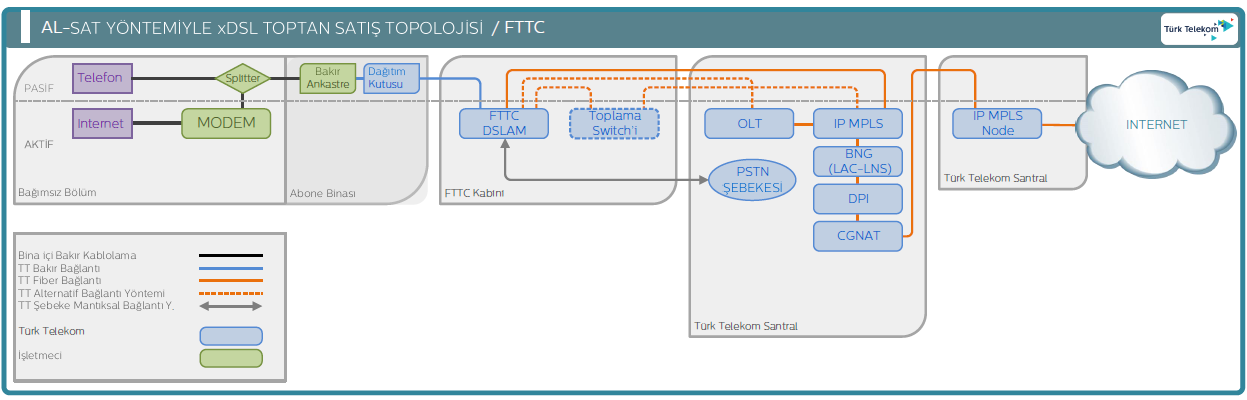 AL-SAT YÖNTEMİYLE xDSL TOPTAN SATIŞ TOPOLOJİSİ / FTTC
Türk Telekom
PASİF
AKTİF
Telefon
Splitter
Internet
MODEM
Bağımsız Bölüm
Bakır
Ankastre
Dağıtım
Kutusu
Abone Binası
FTTC
DSLAM
Toplama
Switch'i
FTTC Kabini
OLT
IP MPLS
BNG
(LAC-LNS)
DPI
CGNAT
PSTN
ŞEBEKESİ
Türk Telekom Santral
IP MPLS
Node
Türk Telekom Santral
INTERNET
Bina içi Bakır Kablolama
TT Bakır Bağlantı
TT Fiber Bağlantı
TT Alternatif Bağlantı Yöntemi
TT Şebeke Mantıksal Bağlantı Y.
Türk Telekom
İşletmeci